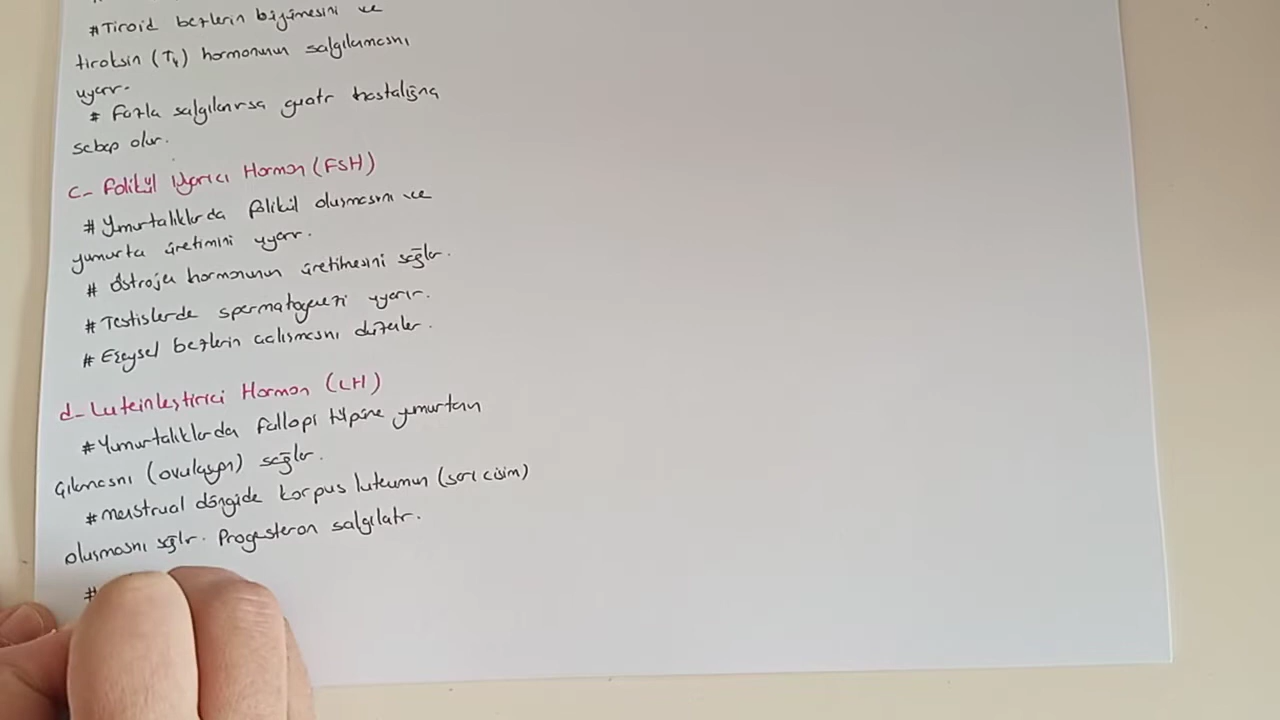 #Tiroid bezlerin büyümesini ve
tiroksin (T4) hormonunun salgılanmasını
uyarır.
# Fazla salgılanırsa guatr hastalığına
sebep olur.
c- Folikül Uyarıcı Hormon (FSH)
# Yumurtalıklarda folikül oluşmasını ve
yumurta üretimini uyarır.
# Östrojen hormonunun üretilmesini sağlar.
#Testislerde spermatogenezi uyarır.
# Eşeysel bezlerin çalışmasını düzenler.
d- Luteinleştirici Hormon (LH)
#Yumurtalıklarda fallopi tüpüne yumurtanın
çıkmasını (ovulasyon) sağlar.
#menstrual döngüde korpus luteumun (sarı cisim)
oluşmasını sağlar. Progesteron salgılatır.
#